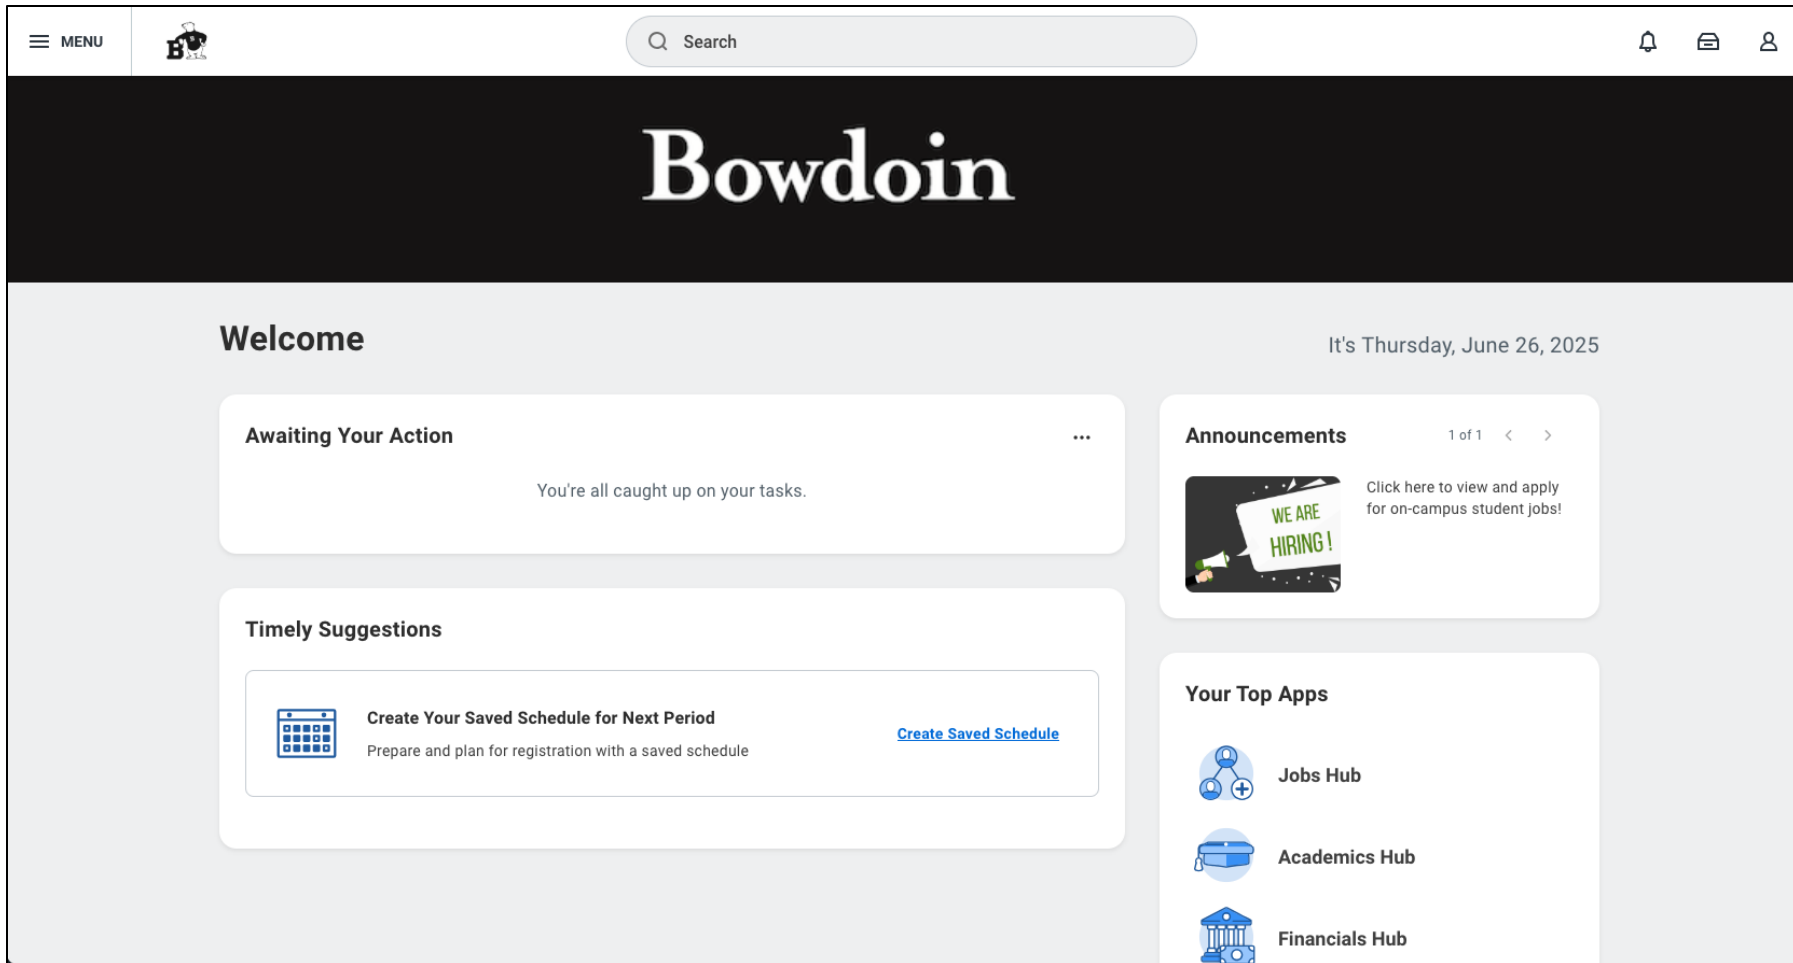 MENU
B
Search
Bowdoin
Welcome
It's Thursday, June 26, 2025
Awaiting Your Action
You're all caught up on your tasks.
Announcements
1 of 1
WE ARE
HIRING !
Click here to view and apply
for on-campus student jobs!
Timely Suggestions
Create Your Saved Schedule for Next Period
Prepare and plan for registration with a saved schedule
Create Saved Schedule
Your Top Apps
Jobs Hub
Academics Hub
Financials Hub